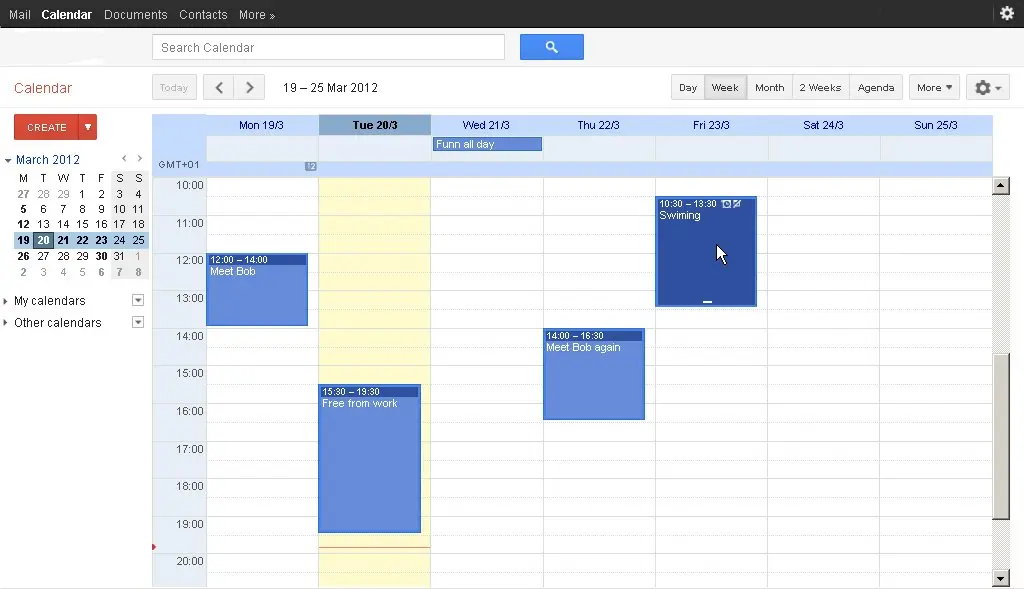 Mail Calendar Documents Contacts More »
Search Calendar
Calendar
Today
19 – 25 Mar 2012
Day Week Month 2 Weeks Agenda More
CREATE
March 2012
M T W T F S S
27 28 29 1 2 3 4
5 6 7 8 9 10 11
12 13 14 15 16 17 18
19 20 21 22 23 24 25
26 27 28 29 30 31 1
2 3 4 5 6 7 8
My calendars
Other calendars
Mon 19/3 Tue 20/3 Wed 21/3 Thu 22/3 Fri 23/3 Sat 24/3 Sun 25/3
Funn all day
GMT+01
12
10:00
10:30 – 13:30
Swiming
11:00
12:00
12:00 – 14:00
Meet Bob
13:00
14:00
14:00 – 16:30
Meet Bob again
15:00
15:30 – 19:30
Free from work
16:00
17:00
18:00
19:00
20:00